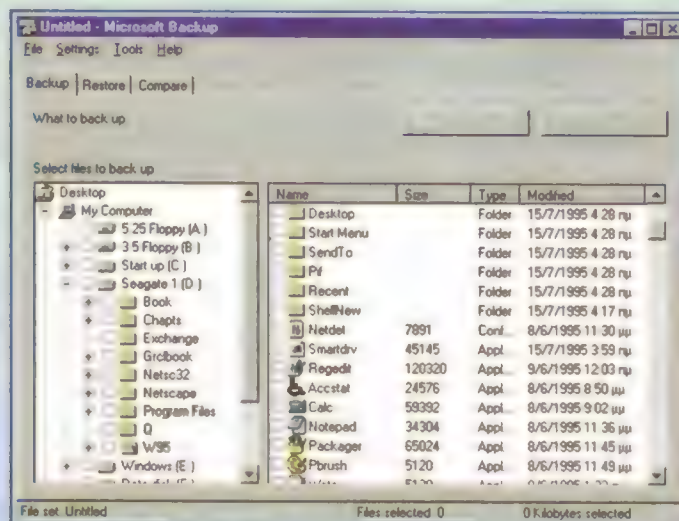 Untitled - Microsoft Backup
File Settings Tools Help
Backup Restore Compare
What to back up
Select files to back up
Desktop
My Computer
5 25 Floppy (A )
3 5 Floppy (B )
Start up (C )
Seagate 1 (D )
Book
Chapts
Exchange
Grcbook
Netsc32
Netscape
Program Files
Q
W95
Windows (E )
Name Size Type Modified
Desktop Folder 15/7/1995 4 28 πμ
Start Menu Folder 15/7/1995 4 28 πμ
SendTo Folder 15/7/1995 4 28 πμ
Pif Folder 15/7/1995 4 28 πμ
Recent Folder 15/7/1995 4 28 πμ
ShellNew Folder 15/7/1995 4 17 πμ
Netdet 7891 Conf... 8/6/1995 11 30 μμ
Smartdrv 45145 Appl 15/7/1995 3 59 πμ
Regedit 120320 Appl... 9/6/1995 12 03 πμ
Accstat 24576 Appl 8/6/1995 8 50 μμ
Calc 59392 Appl... 8/6/1995 9 02 μμ
Notepad 34304 Appl... 8/6/1995 11 36 μμ
Packager 65024 Appl 8/6/1995 11 45 μμ
Pbrush 5120 Appl 8/6/1995 11 49 μμ
File set Untitled Files selected 0 0 Kilobytes selected